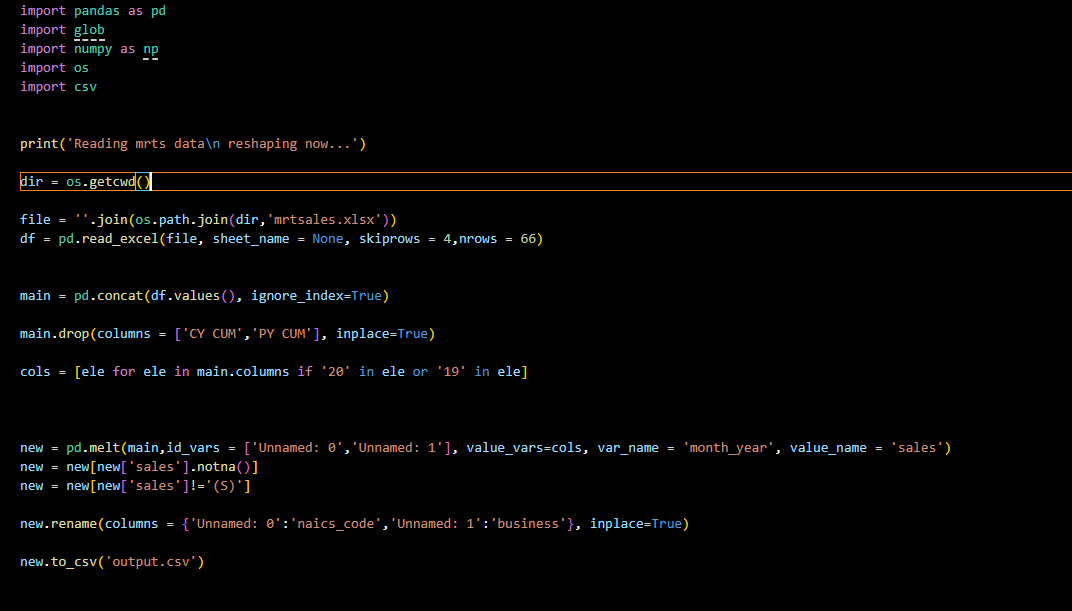 import pandas as pd
import glob
import numpy as np
import os
import csv
print('Reading mrts data\n reshaping now...')
dir = os.getcwd()
file = ''.join(os.path.join(dir,'mrtsales.xlsx'))
df = pd.read_excel(file, sheet_name = None, skiprows = 4,nrows = 66)
main = pd.concat(df.values(), ignore_index=True)
main.drop(columns = ['CY CUM','PY CUM'], inplace=True)
cols = [ele for ele in main.columns if '20' in ele or '19' in ele]
new = pd.melt(main,id_vars = ['Unnamed: 0','Unnamed: 1'], value_vars=cols, var_name = 'month_year', value_name = 'sales')
new = new[new['sales'].notna()]
new = new[new['sales']!='(S)']
new.rename(columns = {'Unnamed: 0':'naics_code','Unnamed: 1':'business'}, inplace=True)
new.to_csv('output.csv')